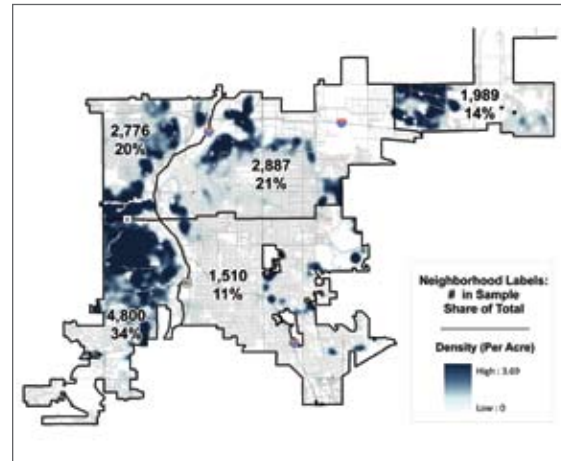 1,989
14%
2,776
20%
2,887
21%
1,510
11%
4,800
34%
Neighborhood Labels:
# in Sample
Share of Total
Density (Per Acre)
High : 3.69
Low : 0